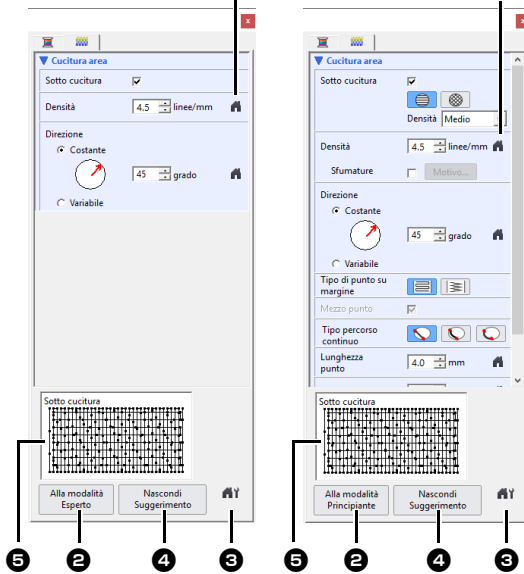 Cucitura area
Sotto cucitura
Densità 4.5 linee/mm
Direzione
Costante
45 grado
Variabile
Sotto cucitura
Alla modalità
Esperto
Nascondi
Suggerimento
5 2 4 3
Cucitura area
Sotto cucitura
Densità Medio
Densità 4.5 linee/mm
Sfumature Motivo...
Direzione
Costante
45 grado
Variabile
Tipo di punto su
margine
Mezzo punto
Tipo percorso
continuo
Lunghezza
punto
4.0 mm
Sotto cucitura
Alla modalità
Principiante
Nascondi
Suggerimento
5 2 4 3